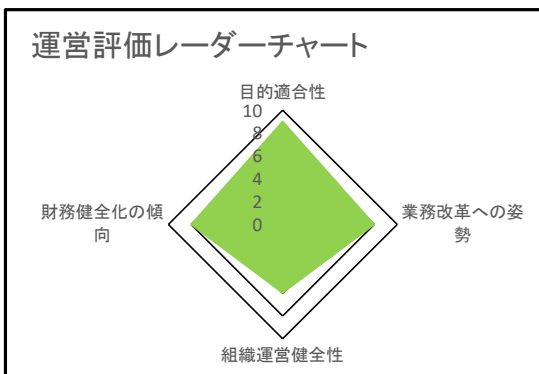 運営評価レーダーチャート
目的適合性
10
8
6
4
2
0
財務健全化の傾
向
業務改革への姿
勢
組織運営健全性